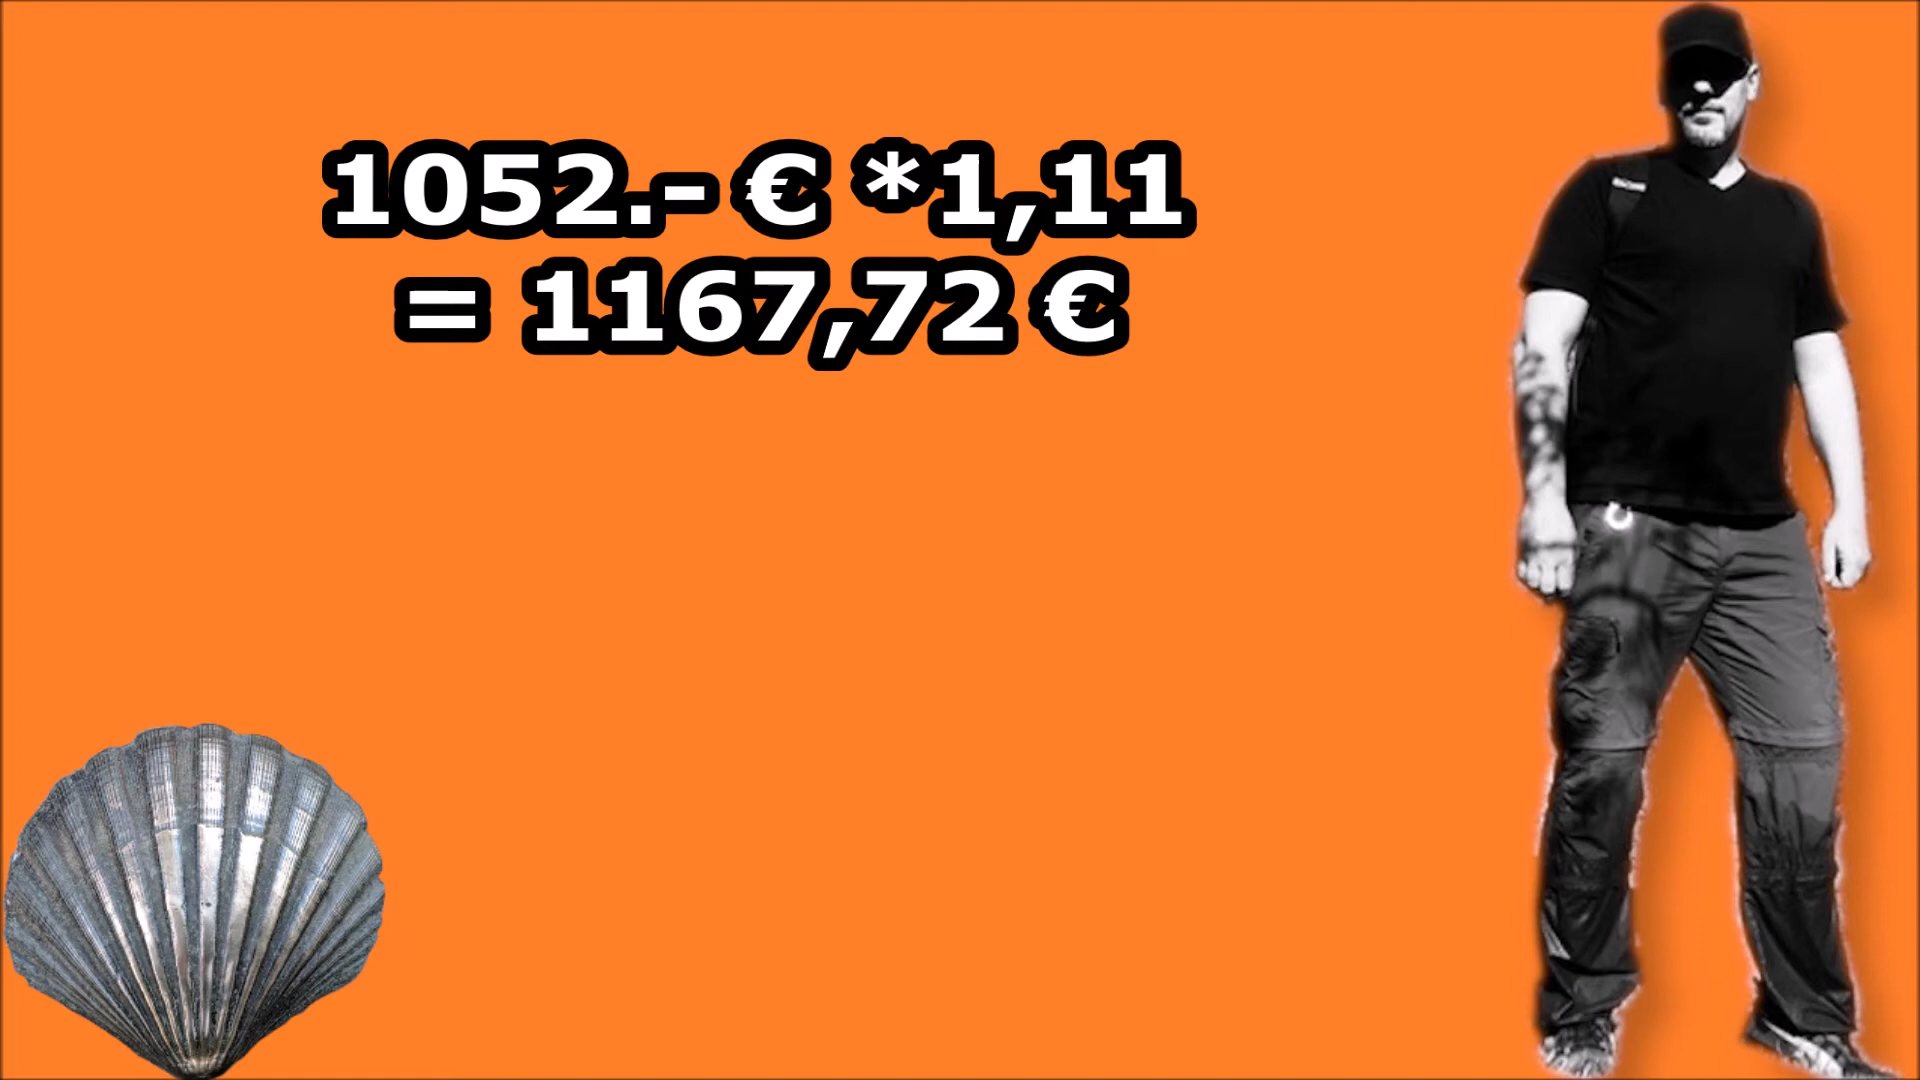 1052.- € *1,11
= 1167,72 €